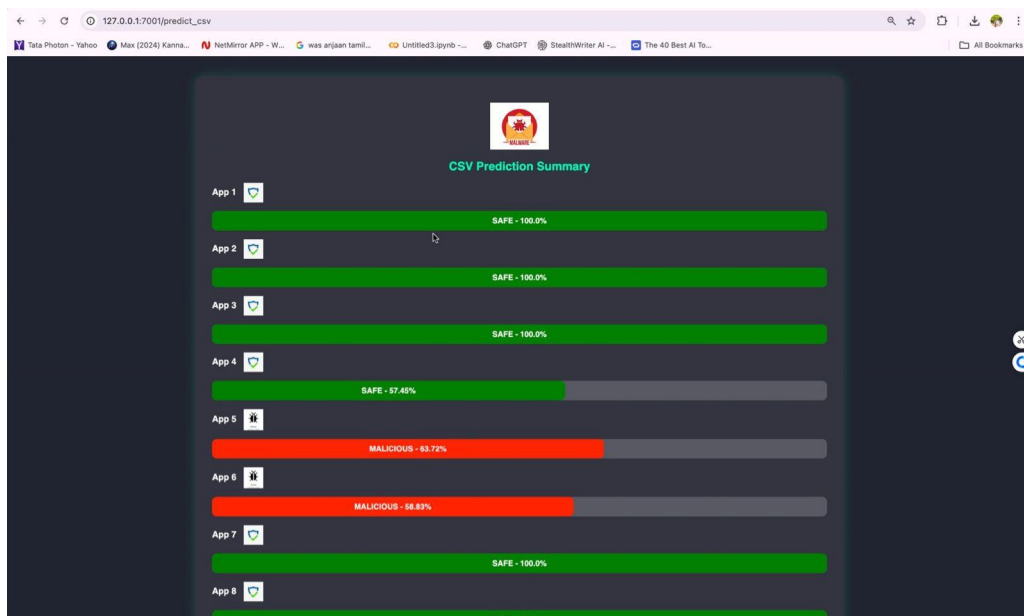 127.0.0.1:7001/predict_csv
Tata Photon - Yahoo Max (2024) Kanna... NetMirror APP - W... was anjaan tamil... Untitled3.ipynb -... ChatGPT StealthWriter AI -... The 40 Best AI To... All Bookmarks
MALWARE
CSV Prediction Summary
App 1
SAFE - 100.0%
App 2
SAFE - 100.0%
App 3
SAFE - 100.0%
App 4
SAFE - 57.45%
App 5
MALICIOUS - 63.72%
App 6
MALICIOUS - 58.83%
App 7
SAFE - 100.0%
App 8